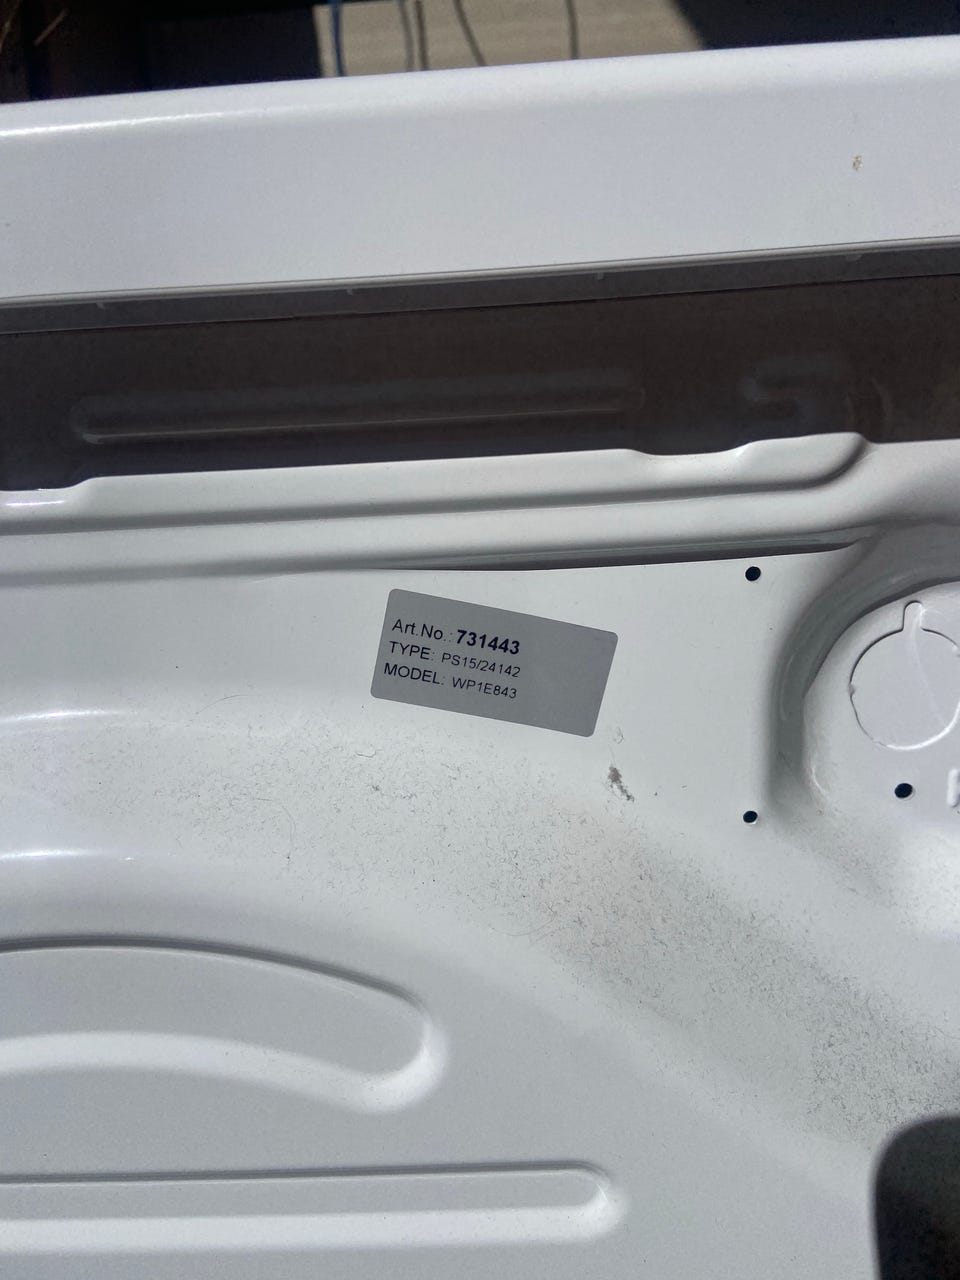 Art.No.: 731443
TYPE: PS15/24142
MODEL: WP1E843